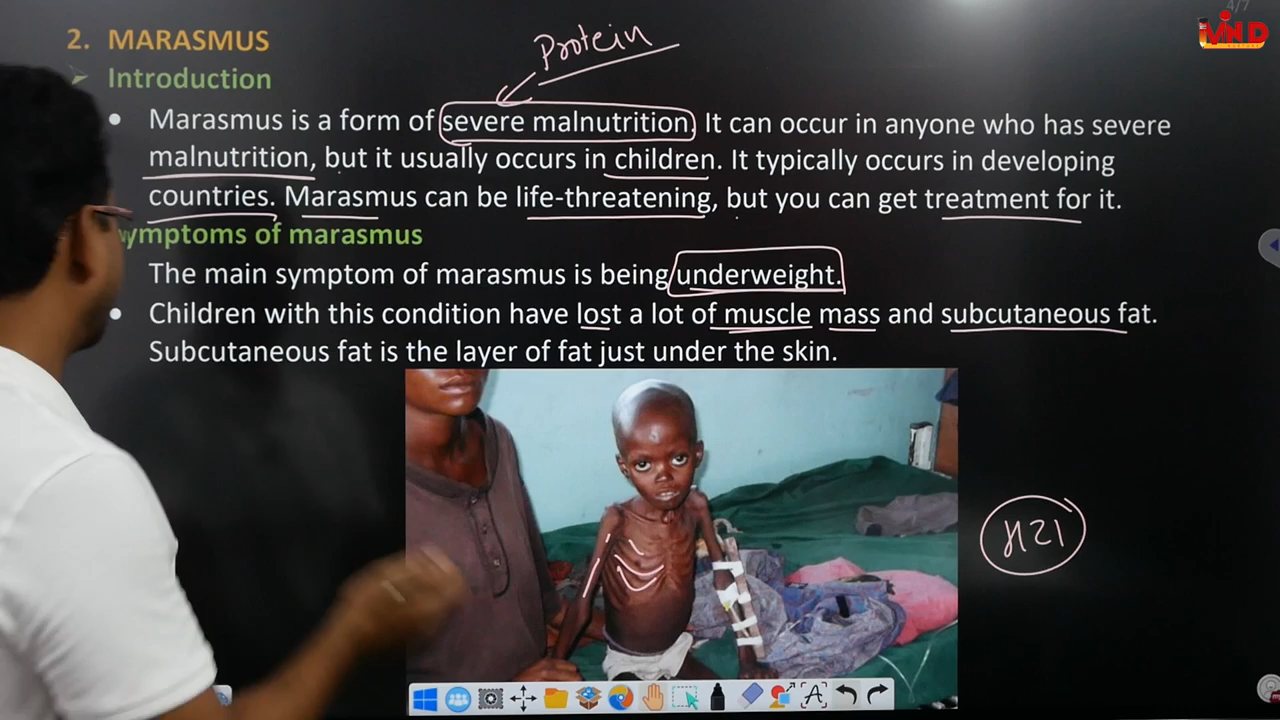 4/7
MIND
2. MARASMUS
Protein
➢ Introduction
• Marasmus is a form of severe malnutrition. It can occur in anyone who has severe
malnutrition, but it usually occurs in children. It typically occurs in developing
countries. Marasmus can be life-threatening, but you can get treatment for it.
ymptoms of marasmus
The main symptom of marasmus is being underweight.
• Children with this condition have lost a lot of muscle mass and subcutaneous fat.
Subcutaneous fat is the layer of fat just under the skin.